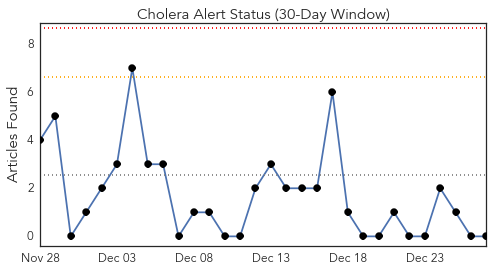 Cholera Alert Status (30-Day Window)
Articles Found
8
6
4
2
0
Nov 28 Dec 03 Dec 08 Dec 13 Dec 18 Dec 23